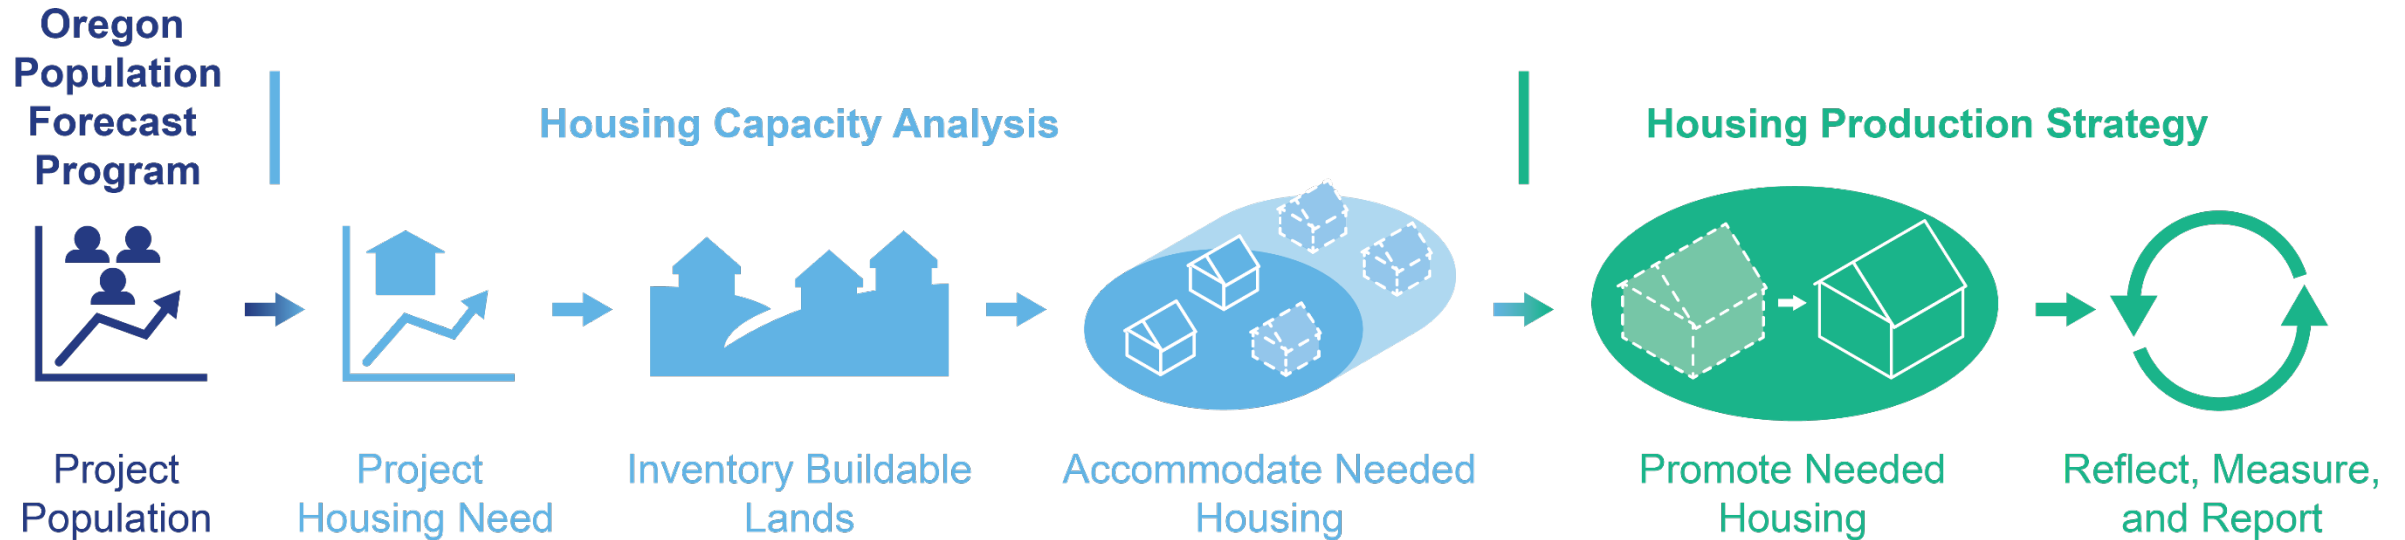 Oregon
Population
Forecast
Program
Housing Capacity Analysis
Housing Production Strategy
Project
Population
Project
Housing Need
Inventory Buildable
Lands
Accommodate Needed
Housing
Promote Needed
Housing
Reflect, Measure,
and Report